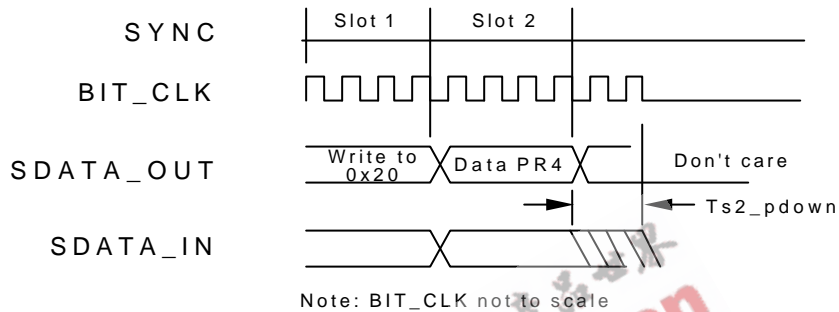 Slot 1 Slot 2
SYNC
BIT_CLK
SDATA_OUT
Write to
0x20
Data PR4
Don't care
Ts2_pdown
SDATA_IN
Note: BIT_CLK not to scale